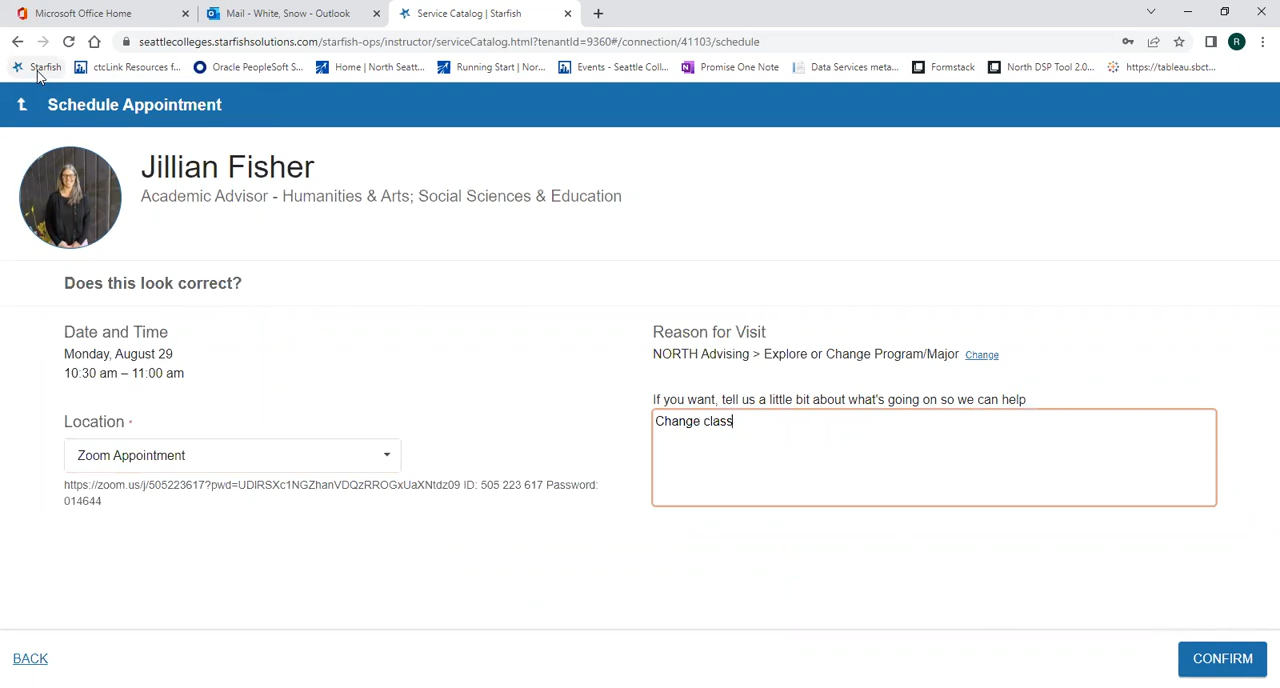 Microsoft Office Home
Mail - White, Snow - Outlook
Service Catalog | Starfish
seattlecolleges.starfishsolutions.com/starfish-ops/instructor/serviceCatalog.html?tenantId=9360#/connection/41103/schedule
R
Starfish
ctcLink Resources f...
Oracle PeopleSoft S...
Home | North Seatt...
Running Start | Nor...
Events - Seattle Coll...
Promise One Note
Data Services meta...
Formstack
North DSP Tool 2.0...
https://tableau.sbct...
Schedule Appointment
Jillian Fisher
Academic Advisor - Humanities & Arts; Social Sciences & Education
Does this look correct?
Date and Time
Monday, August 29
10:30 am – 11:00 am
Location *
Zoom Appointment
https://zoom.us/j/505223617?pwd=UDlRSXc1NGZhanVDQzRROGxUaXNtdz09 ID: 505 223 617 Password:
014644
Reason for Visit
NORTH Advising > Explore or Change Program/Major Change
If you want, tell us a little bit about what's going on so we can help
Change class
BACK
CONFIRM